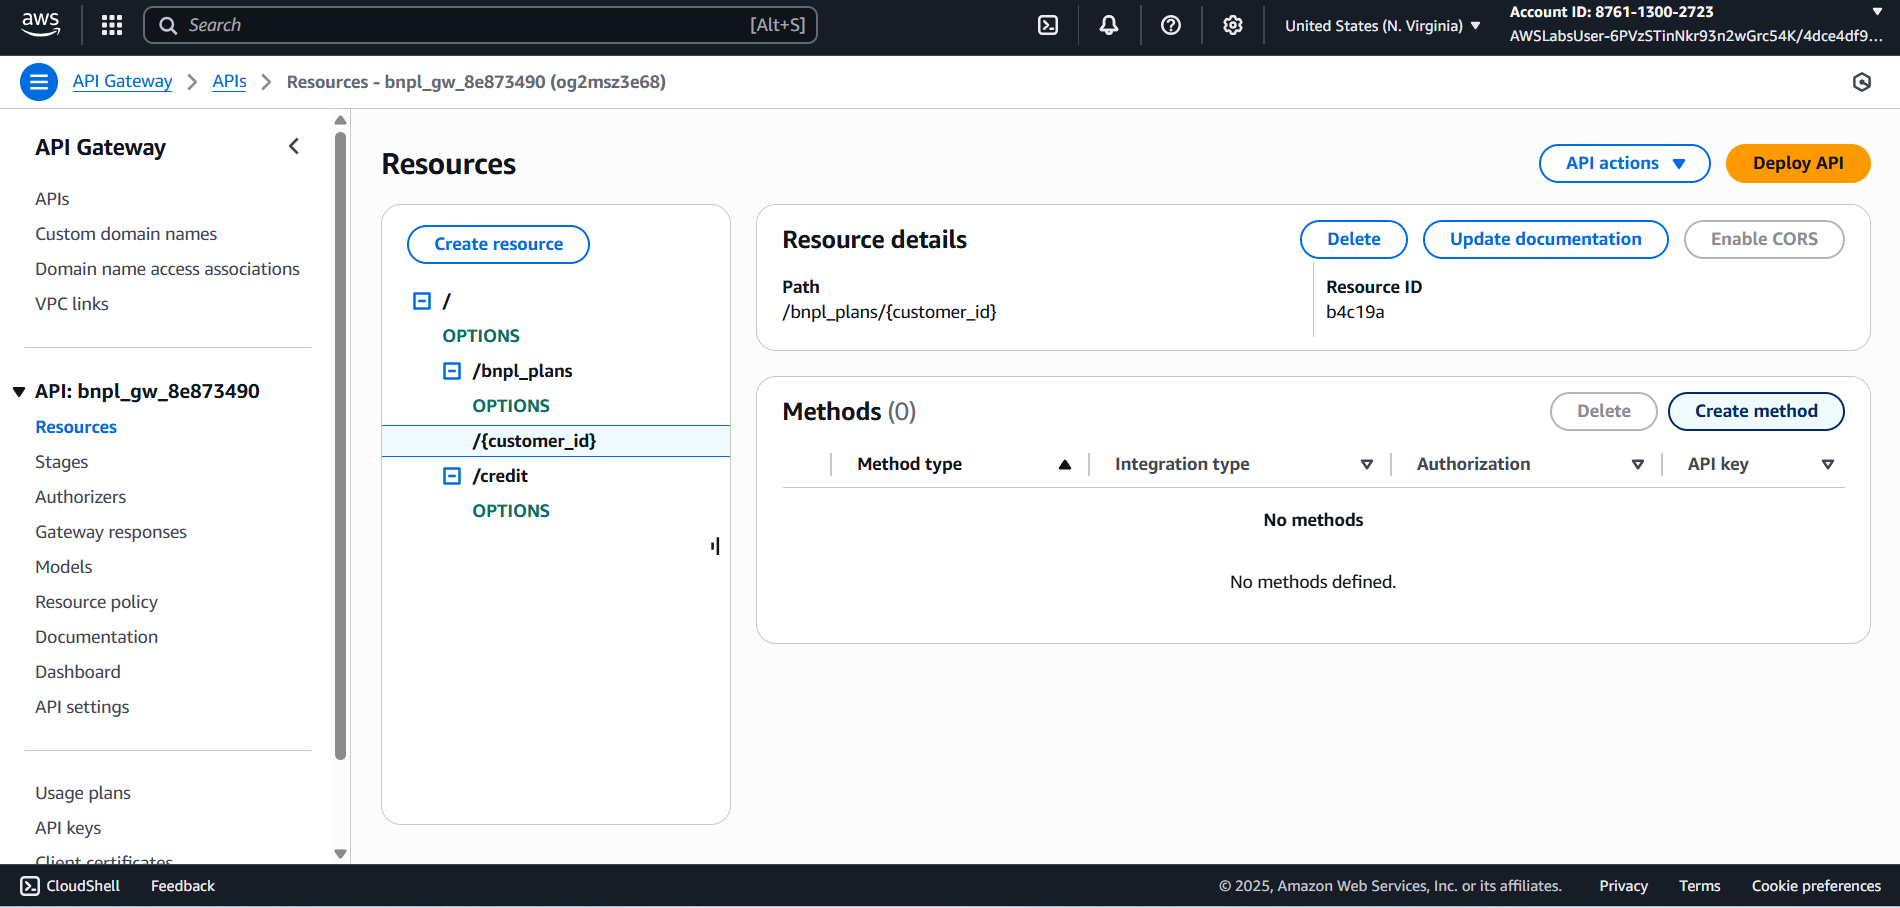 aws
Search
[Alt+S]
United States (N. Virginia)
Account ID: 8761-1300-2723
AWSLabsUser-6PVzSTinNkr93n2wGrc54K/4dce4df9...
API Gateway
APIs
Resources - bnpl_gw_8e873490 (og2msz3e68)
API Gateway
APIs
Custom domain names
Domain name access associations
VPC links
API: bnpl_gw_8e873490
Resources
Stages
Authorizers
Gateway responses
Models
Resource policy
Documentation
Dashboard
API settings
Usage plans
API keys
Client certificates
Resources
API actions
Deploy API
Create resource
/
OPTIONS
/bnpl_plans
OPTIONS
/{customer_id}
/credit
OPTIONS
Resource details
Delete
Update documentation
Enable CORS
Path
/bnpl_plans/{customer_id}
Resource ID
b4c19a
Methods (0)
Delete
Create method
Method type
Integration type
Authorization
API key
No methods
No methods defined.
CloudShell
Feedback
© 2025, Amazon Web Services, Inc. or its affiliates.
Privacy
Terms
Cookie preferences